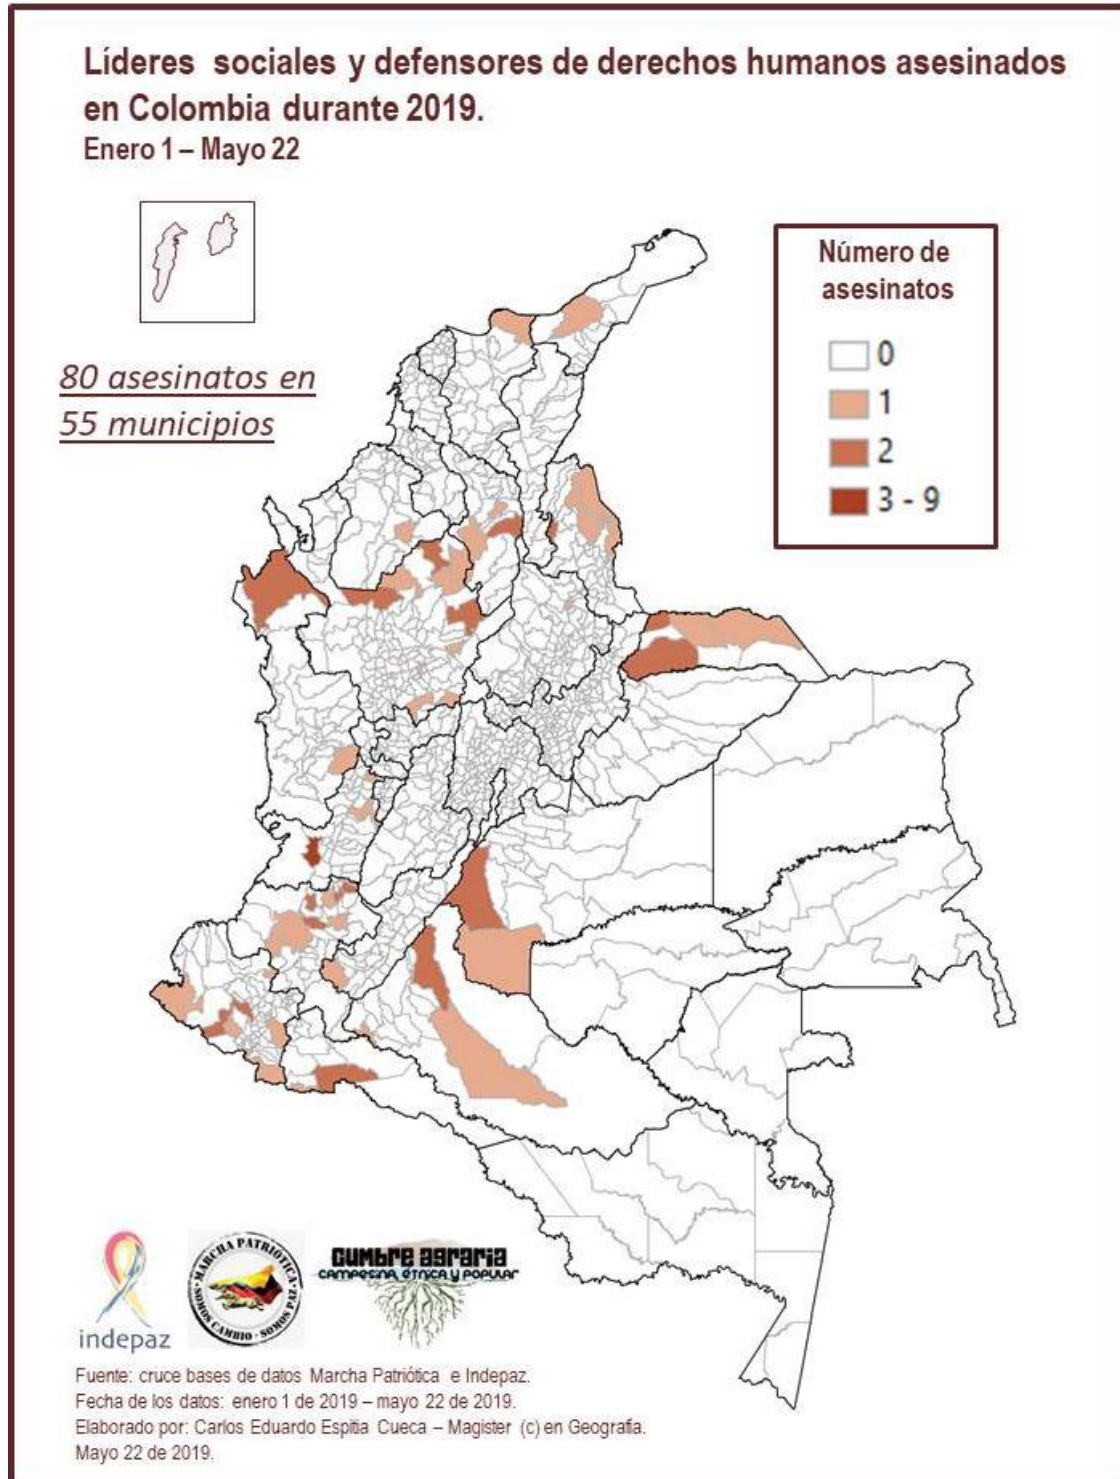 Líderes sociales y defensores de derechos humanos asesinados
en Colombia durante 2019.
Enero 1 – Mayo 22
Número de
asesinatos
0
1
2
3 - 9
80 asesinatos en
55 municipios
indepaz
MARCHA PATRIÓTICA
SOMOS CAMBIO · SOMOS PAZ
CUMBRE AGRARIA
CAMPESINA, ÉTNICA Y POPULAR
Fuente: cruce bases de datos Marcha Patriótica e Indepaz.
Fecha de los datos: enero 1 de 2019 – mayo 22 de 2019.
Elaborado por: Carlos Eduardo Espitia Cueca – Magister (c) en Geografía.
Mayo 22 de 2019.